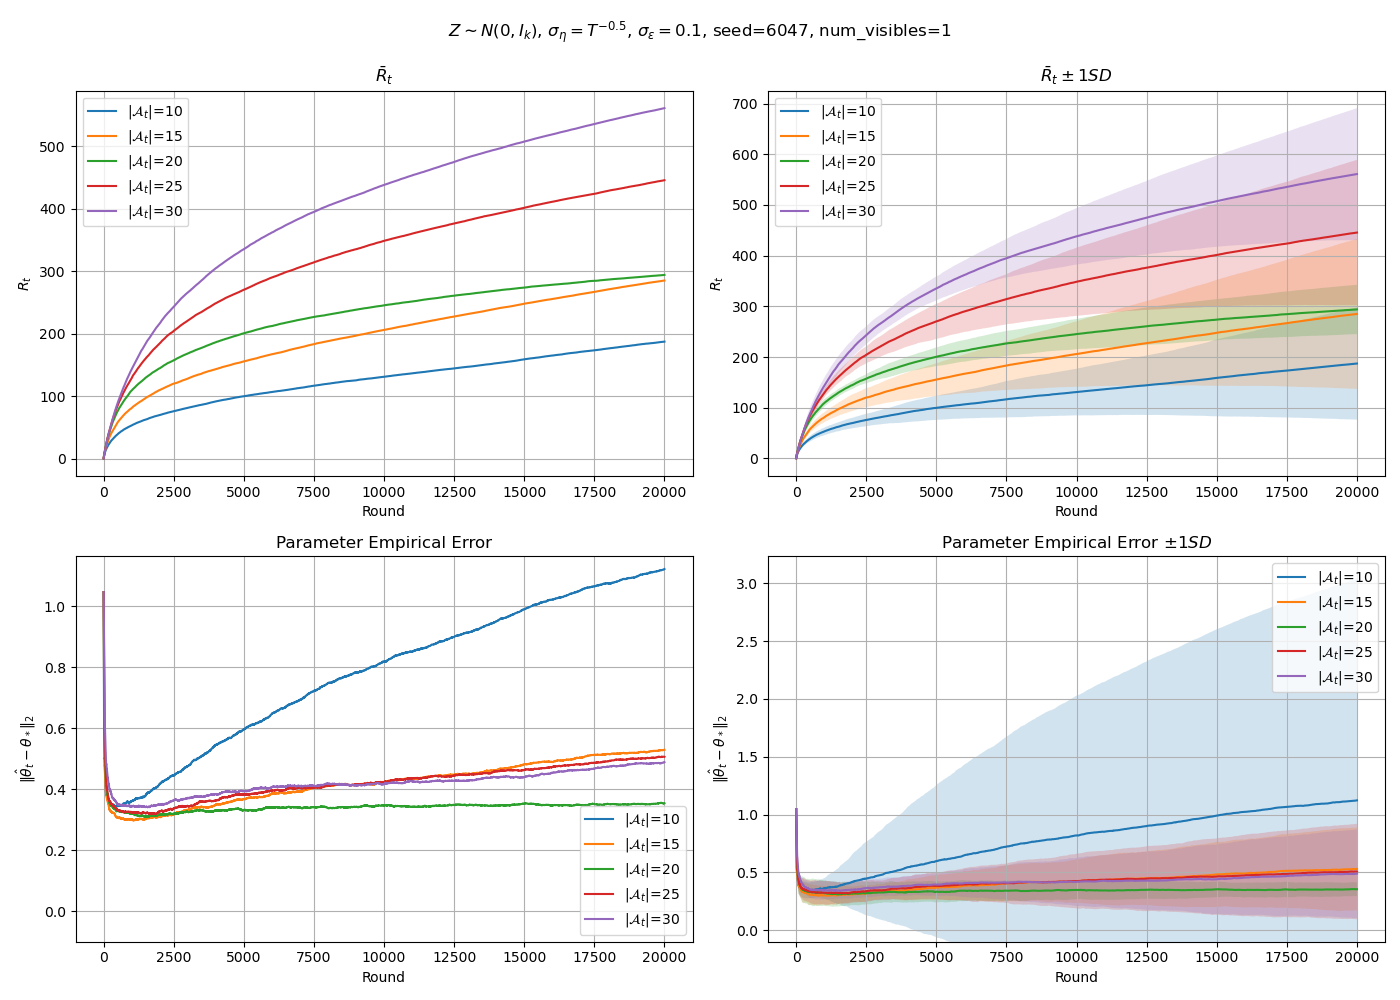 Z ∼ N(0, I_k), σ_η = T^{−0.5}, σ_ε = 0.1, seed=6047, num_visibles=1
R̄_t
R_t
500
400
300
200
100
0
|𝒜_t|=10
|𝒜_t|=15
|𝒜_t|=20
|𝒜_t|=25
|𝒜_t|=30
0 2500 5000 7500 10000 12500 15000 17500 20000
Round
R̄_t ± 1SD
R_t
700
600
500
400
300
200
100
0
|𝒜_t|=10
|𝒜_t|=15
|𝒜_t|=20
|𝒜_t|=25
|𝒜_t|=30
0 2500 5000 7500 10000 12500 15000 17500 20000
Round
Parameter Empirical Error
‖θ̂_t − θ_*‖_2
1.0
0.8
0.6
0.4
0.2
0.0
|𝒜_t|=10
|𝒜_t|=15
|𝒜_t|=20
|𝒜_t|=25
|𝒜_t|=30
0 2500 5000 7500 10000 12500 15000 17500 20000
Round
Parameter Empirical Error ±1SD
‖θ̂_t − θ_*‖_2
3.0
2.5
2.0
1.5
1.0
0.5
0.0
|𝒜_t|=10
|𝒜_t|=15
|𝒜_t|=20
|𝒜_t|=25
|𝒜_t|=30
0 2500 5000 7500 10000 12500 15000 17500 20000
Round